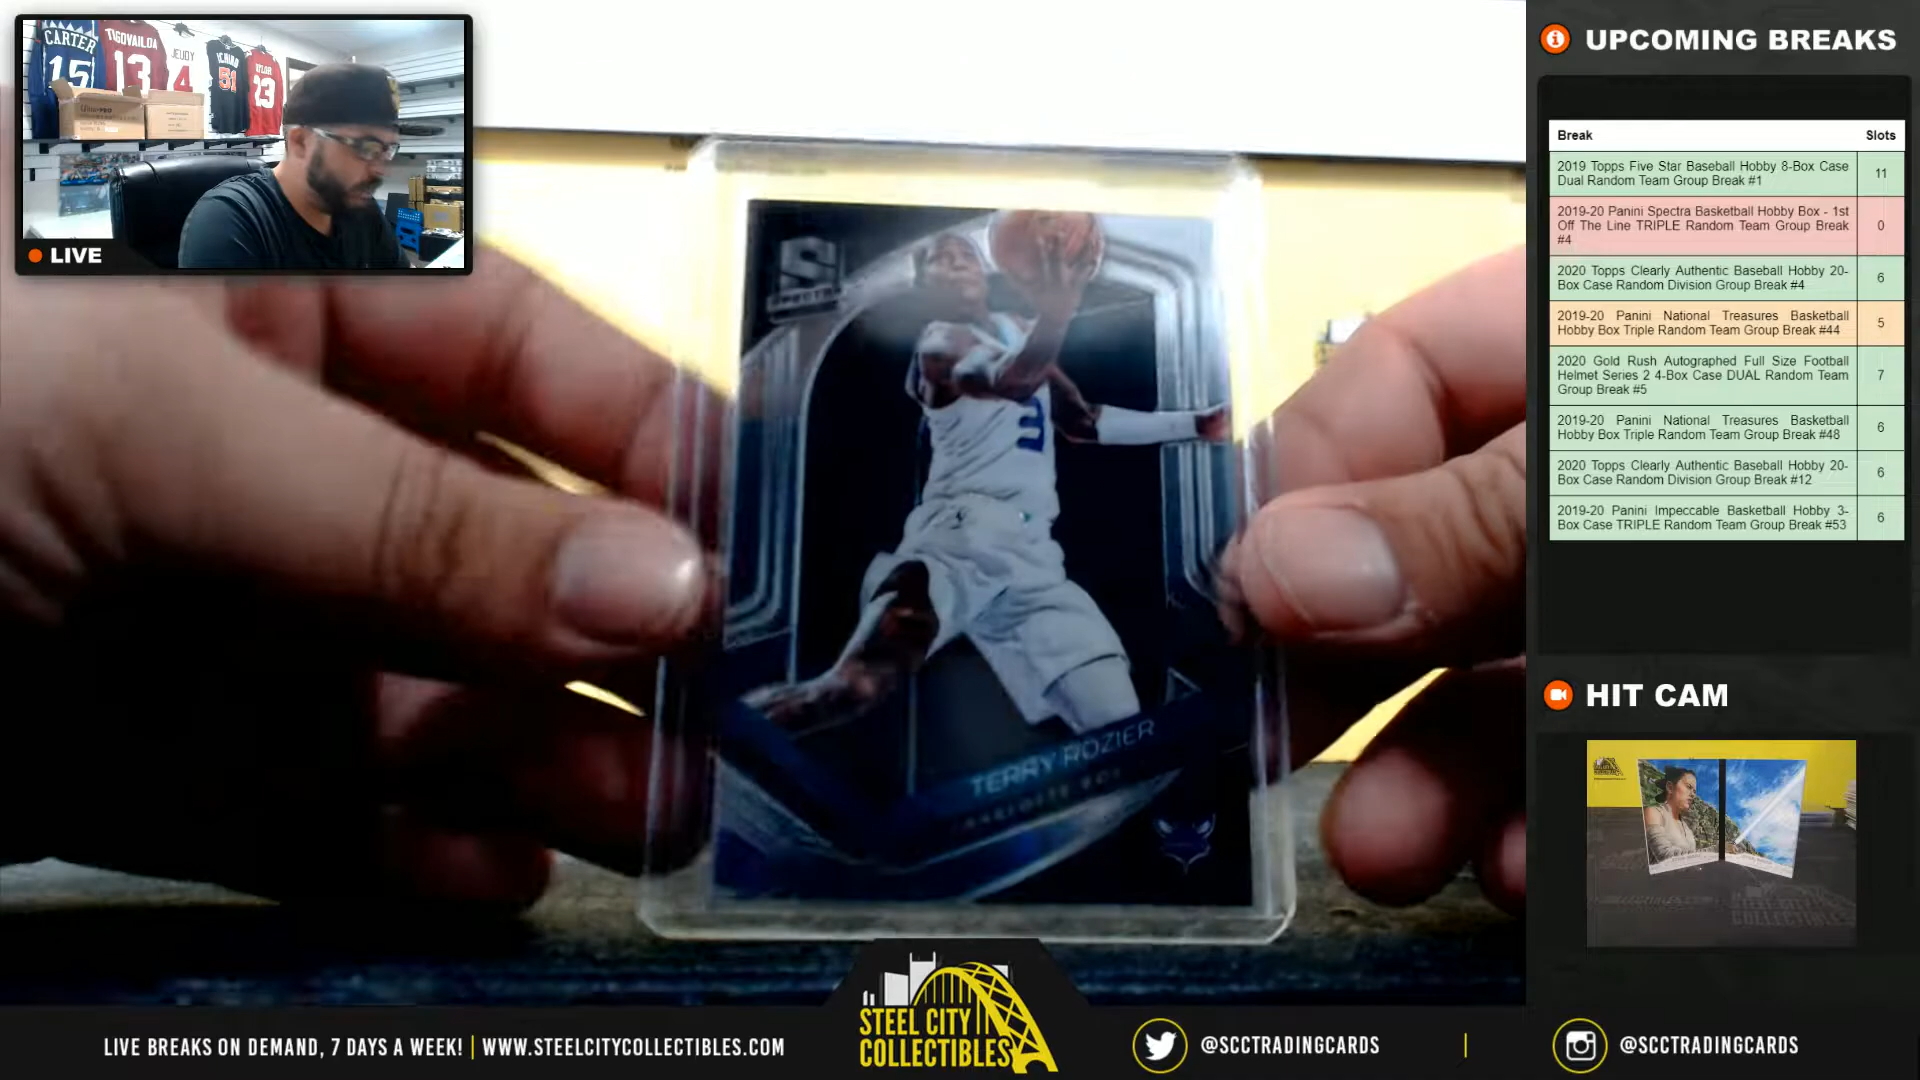 CARTER
15
TIGOVAILOA
13
JEUDY
4
51
23
LIVE
SPECTRA
3
TERRY ROZIER
UPCOMING BREAKS
Break Slots
2019 Topps Five Star Baseball Hobby 8-Box Case
Dual Random Team Group Break #1
11
2019-20 Panini Spectra Basketball Hobby Box - 1st
Off The Line TRIPLE Random Team Group Break
#4
0
2020 Topps Clearly Authentic Baseball Hobby 20-
Box Case Random Division Group Break #4
6
2019-20 Panini National Treasures Basketball
Hobby Box Triple Random Team Group Break #44
5
2020 Gold Rush Autographed Full Size Football
Helmet Series 2 4-Box Case DUAL Random Team
Group Break #5
7
2019-20 Panini National Treasures Basketball
Hobby Box Triple Random Team Group Break #48
6
2020 Topps Clearly Authentic Baseball Hobby 20-
Box Case Random Division Group Break #12
6
2019-20 Panini Impeccable Basketball Hobby 3-
Box Case TRIPLE Random Team Group Break #53
6
HIT CAM
STEEL CITY
COLLECTIBLES
LIVE BREAKS ON DEMAND, 7 DAYS A WEEK! | WWW.STEELCITYCOLLECTIBLES.COM
STEEL CITY
COLLECTIBLES
@SCCTRADINGCARDS
@SCCTRADINGCARDS